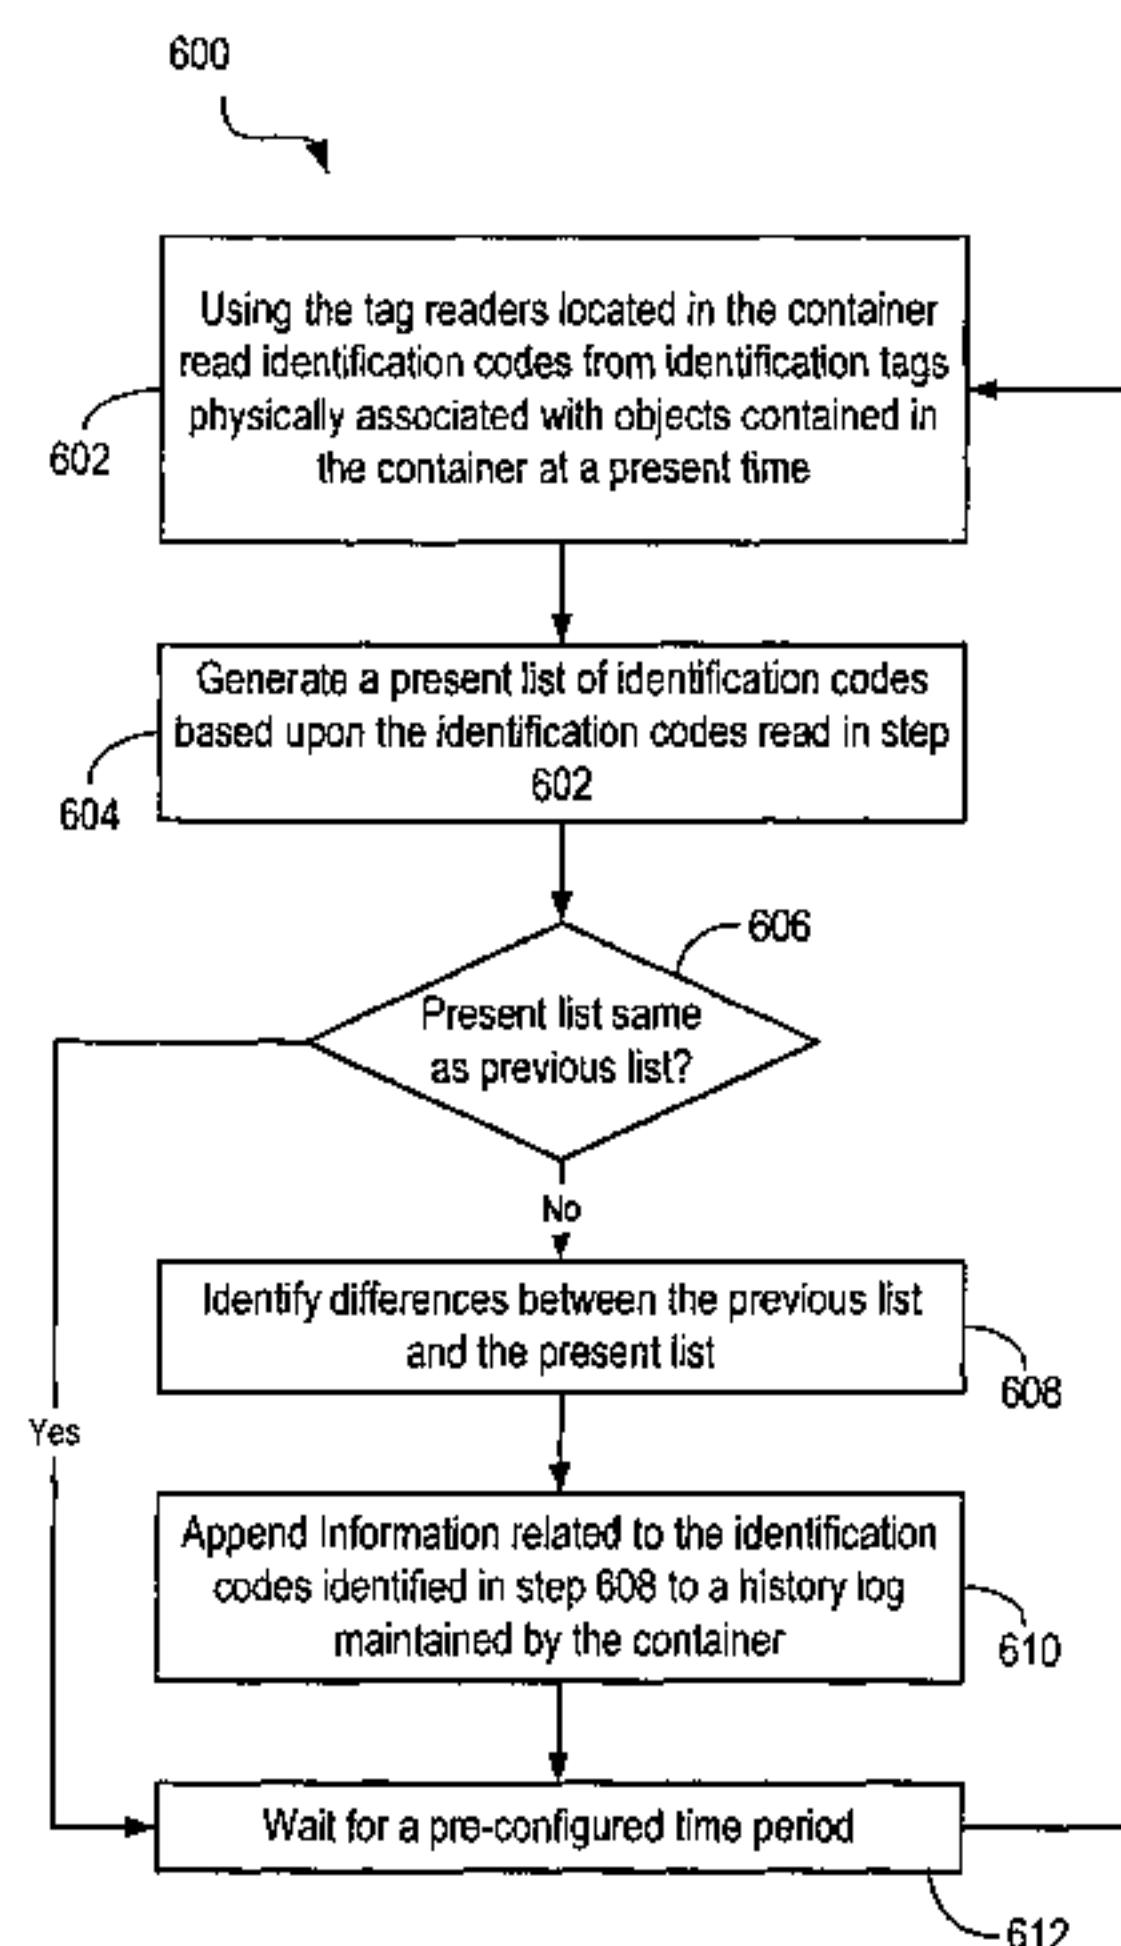 600
Using the tag readers located in the container
read identification codes from identification tags
physically associated with objects contained in
the container at a present time
602
Generate a present list of identification codes
based upon the identification codes read in step
602
604
606
Present list same
as previous list?
No
Identify differences between the previous list
and the present list
608
Yes
Append Information related to the identification
codes identified in step 608 to a history log
maintained by the container
610
Wait for a pre-configured time period
612